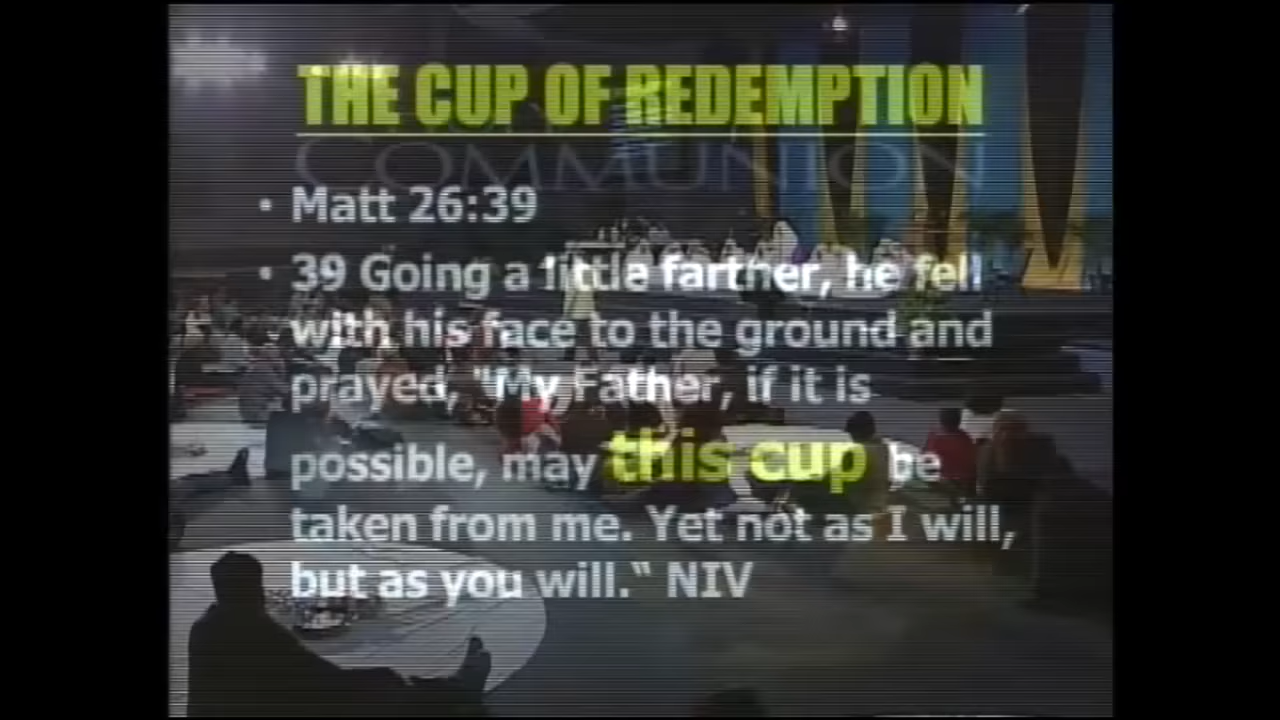 THE CUP OF REDEMPTION
COMMUNION
• Matt 26:39
• 39 Going a little farther, he fell
with his face to the ground and
prayed, "My Father, if it is
possible, may this cup be
taken from me. Yet not as I will,
but as you will.“ NIV